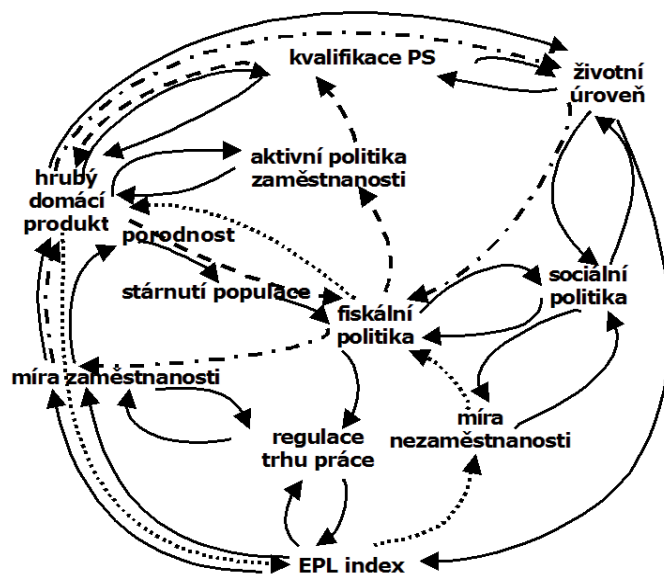 kvalifikace PS
životní
úroveň
aktivní politika
zaměstnanosti
hrubý
domácí
produkt
porodnost
stárnutí populace
sociální
politika
fiskální
politika
míra zaměstnanosti
míra
nezaměstnanosti
regulace
trhu práce
EPL index